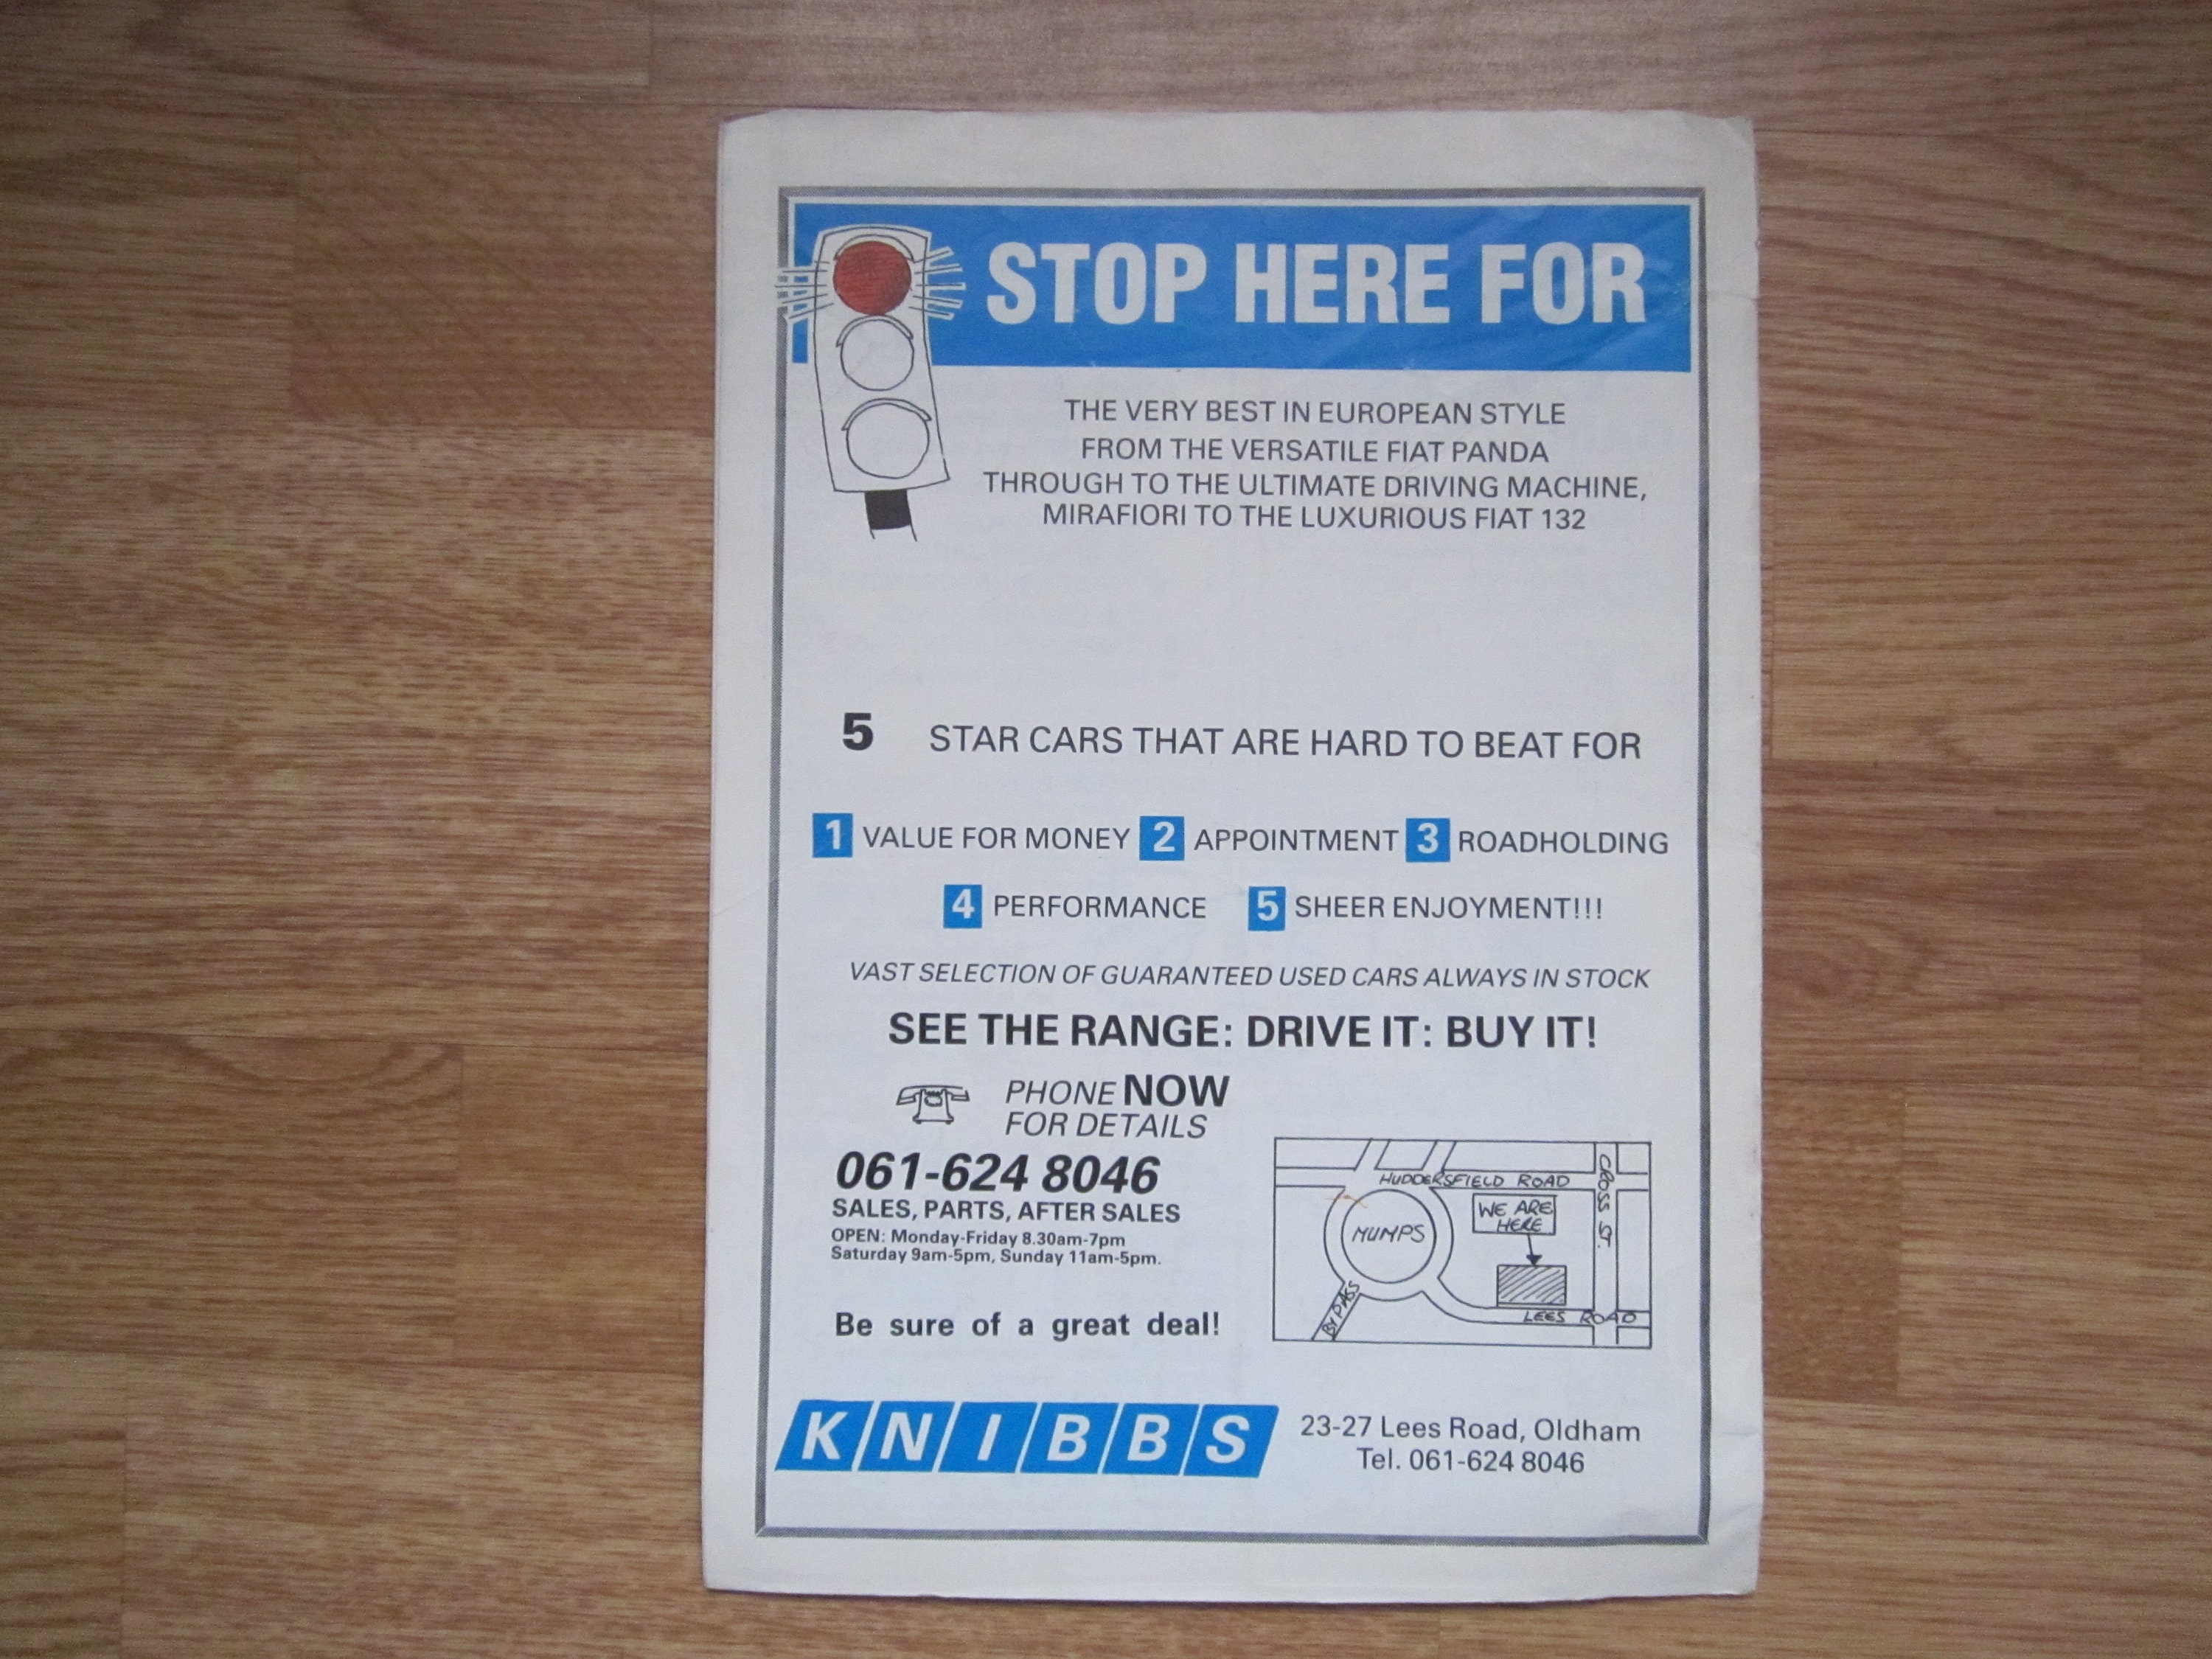 STOP HERE FOR
THE VERY BEST IN EUROPEAN STYLE
FROM THE VERSATILE FIAT PANDA
THROUGH TO THE ULTIMATE DRIVING MACHINE,
MIRAFIORI TO THE LUXURIOUS FIAT 132
5 STAR CARS THAT ARE HARD TO BEAT FOR
1 VALUE FOR MONEY 2 APPOINTMENT 3 ROADHOLDING
4 PERFORMANCE 5 SHEER ENJOYMENT!!!
VAST SELECTION OF GUARANTEED USED CARS ALWAYS IN STOCK
SEE THE RANGE: DRIVE IT: BUY IT!
PHONE NOW
FOR DETAILS
061-624 8046
SALES, PARTS, AFTER SALES
OPEN: Monday-Friday 8.30am-7pm
Saturday 9am-5pm, Sunday 11am-5pm.
Be sure of a great deal!
HUDDERSFIELD ROAD
CROSS ST.
WE ARE
HERE
MUMPS
BYPASS
LEES ROAD
KNIBBS
23-27 Lees Road, Oldham
Tel. 061-624 8046